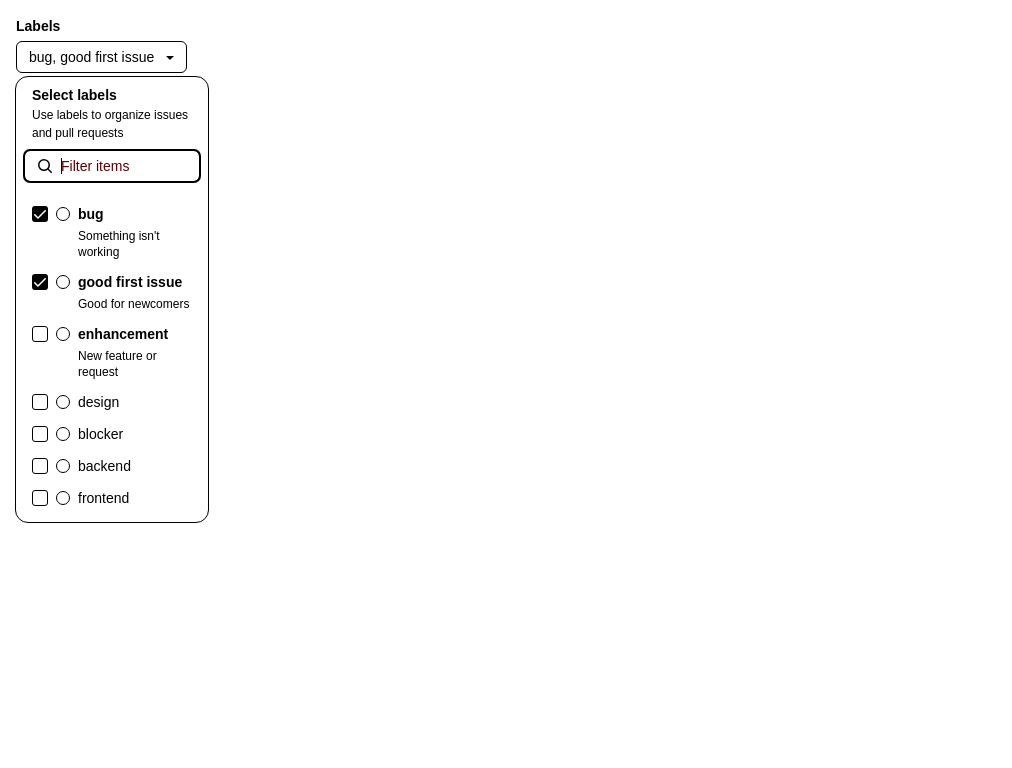 Labels
bug, good first issue
Select labels
Use labels to organize issues
and pull requests
Filter items
bug
Something isn't
working
good first issue
Good for newcomers
enhancement
New feature or
request
design
blocker
backend
frontend